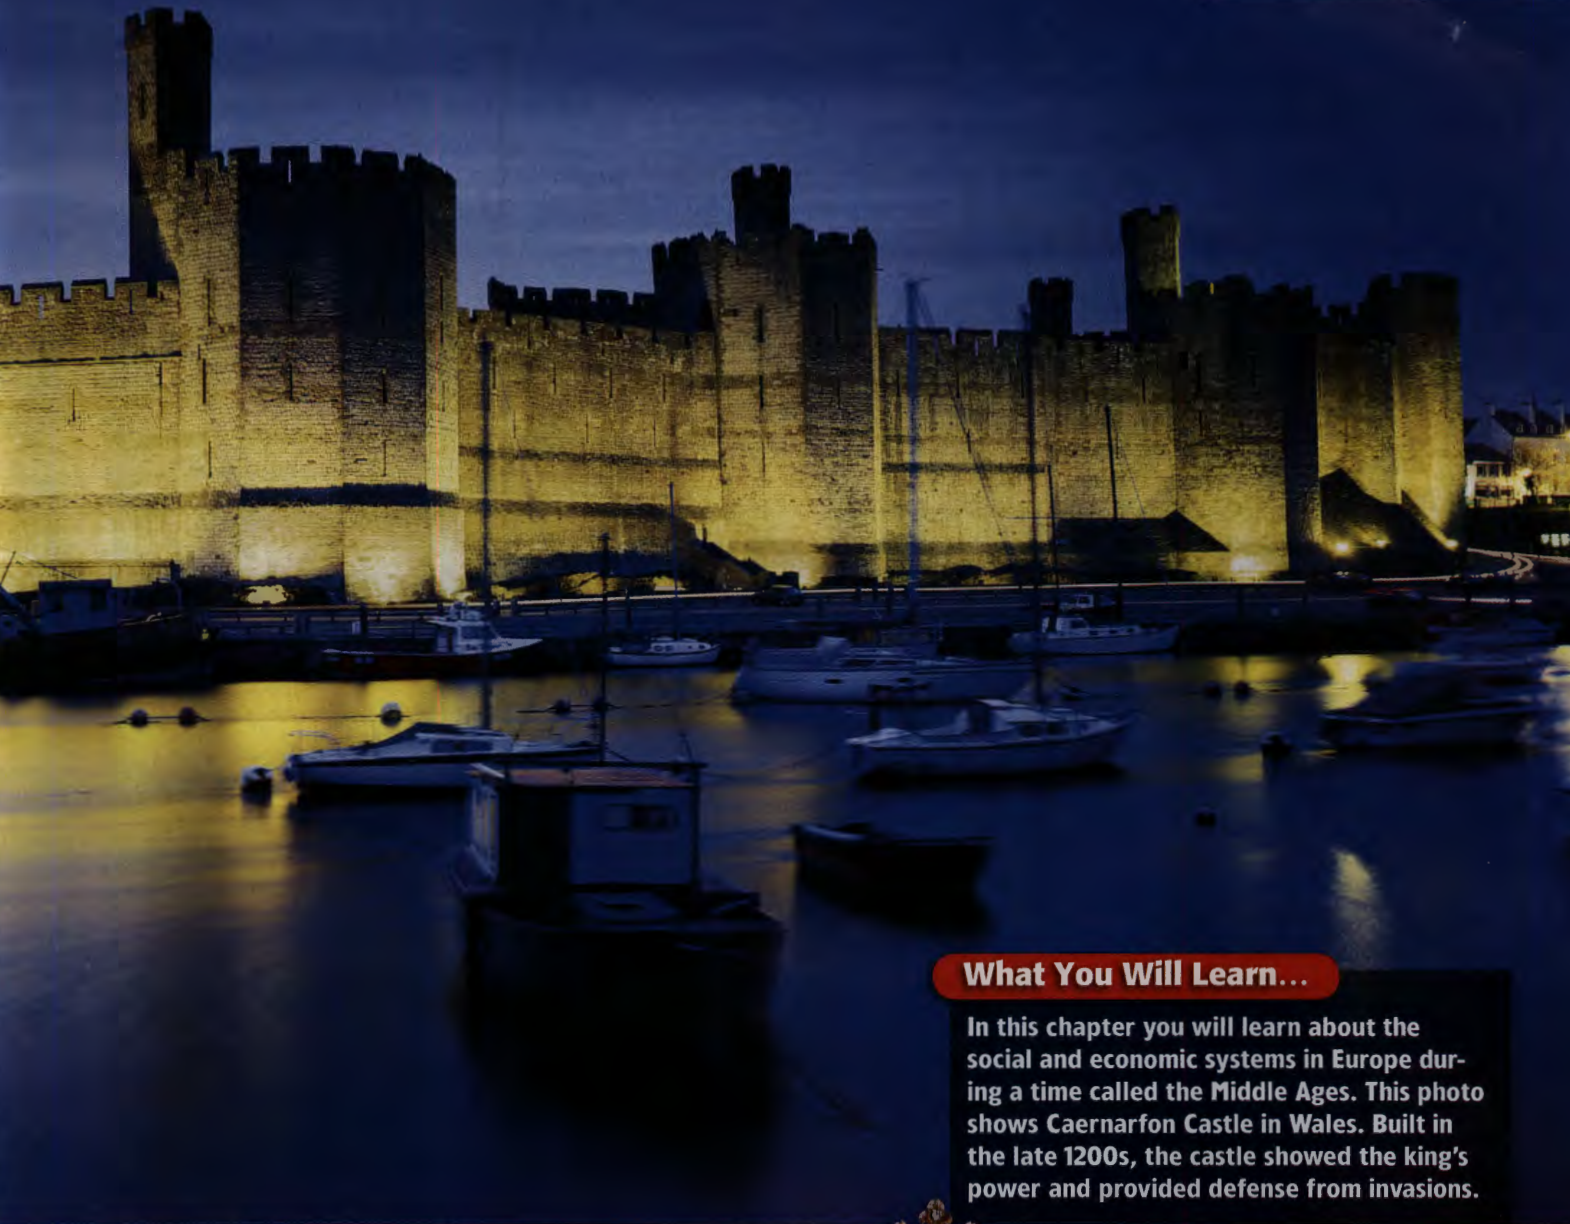 What You Will Learn...
In this chapter you will learn about the
social and economic systems in Europe dur-
ing a time called the Middle Ages. This photo
shows Caernarfon Castle in Wales. Built in
the late 1200s, the castle showed the king's
power and provided defense from invasions.